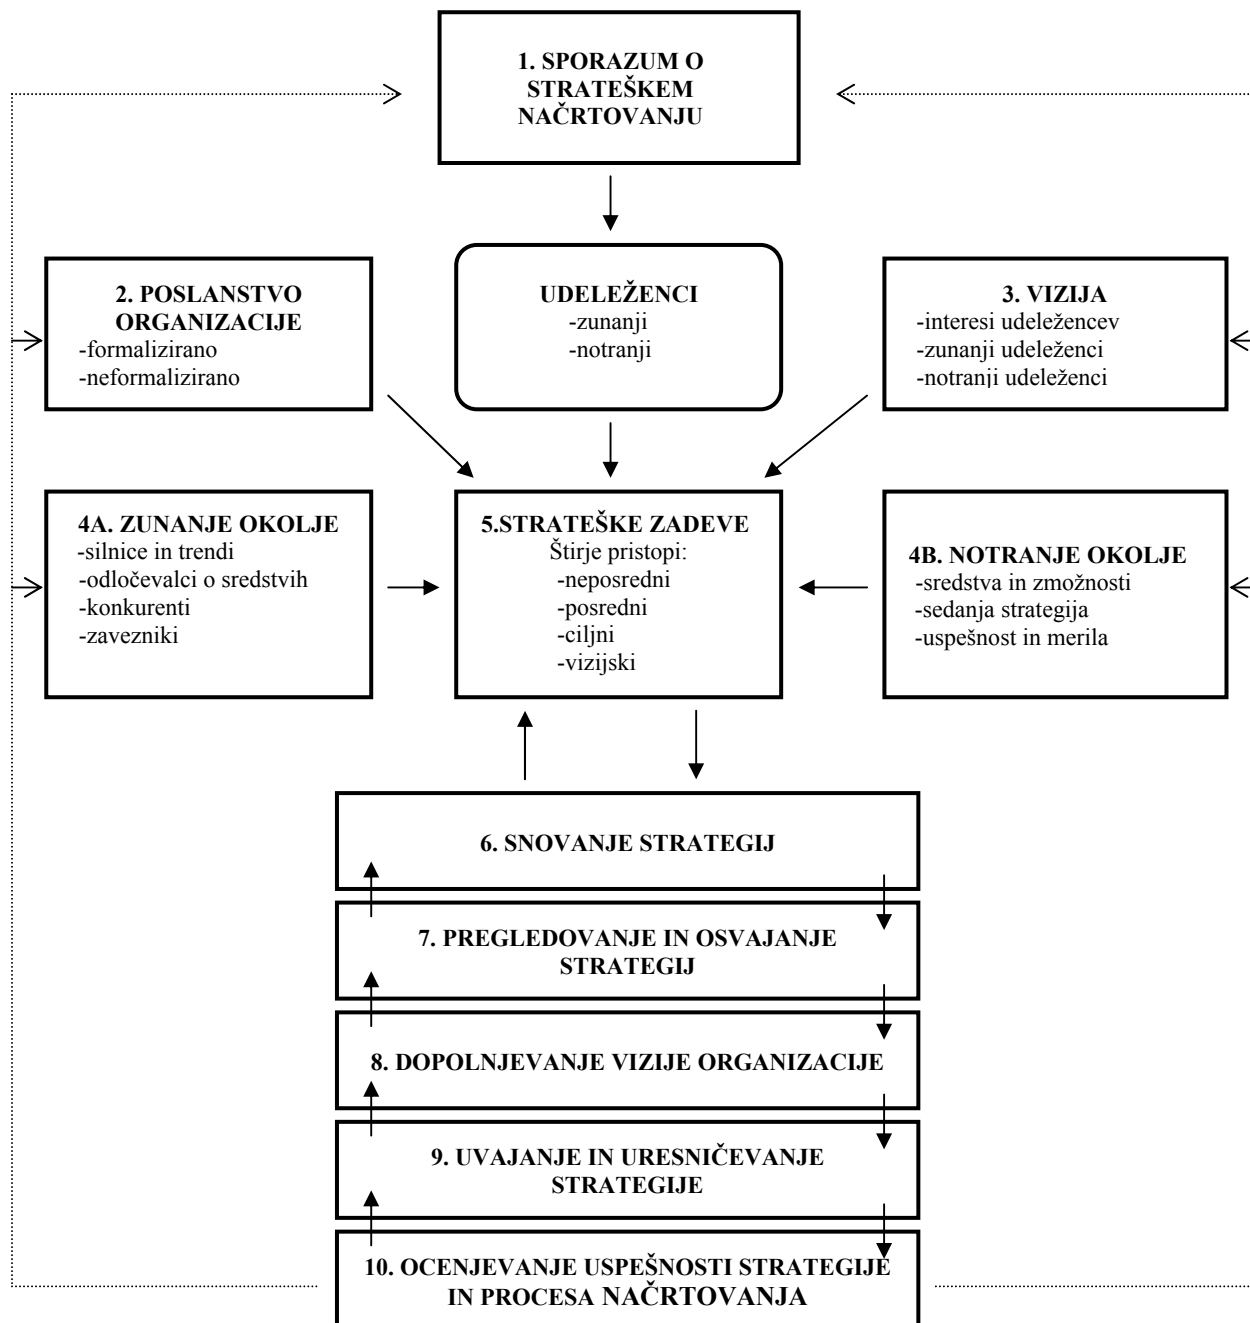 1. SPORAZUM O
STRATEŠKEM
NAČRTOVANJU
2. POSLANSTVO
ORGANIZACIJE
-formalizirano
-neformalizirano
UDELEŽENCI
-zunanji
-notranji
3. VIZIJA
-interesi udeležencev
-zunanji udeleženci
-notranji udeleženci
4A. ZUNANJE OKOLJE
-silnice in trendi
-odločevalci o sredstvih
-konkurenti
-zavezniki
5.STRATEŠKE ZADEVE
Štirje pristopi:
-neposredni
-posredni
-ciljni
-vizijski
4B. NOTRANJE OKOLJE
-sredstva in zmožnosti
-sedanja strategija
-uspešnost in merila
6. SNOVANJE STRATEGIJ
7. PREGLEDOVANJE IN OSVAJANJE
STRATEGIJ
8. DOPOLNJEVANJE VIZIJE ORGANIZACIJE
9. UVAJANJE IN URESNIČEVANJE
STRATEGIJE
10. OCENJEVANJE USPEŠNOSTI STRATEGIJE
IN PROCESA NAČRTOVANJA